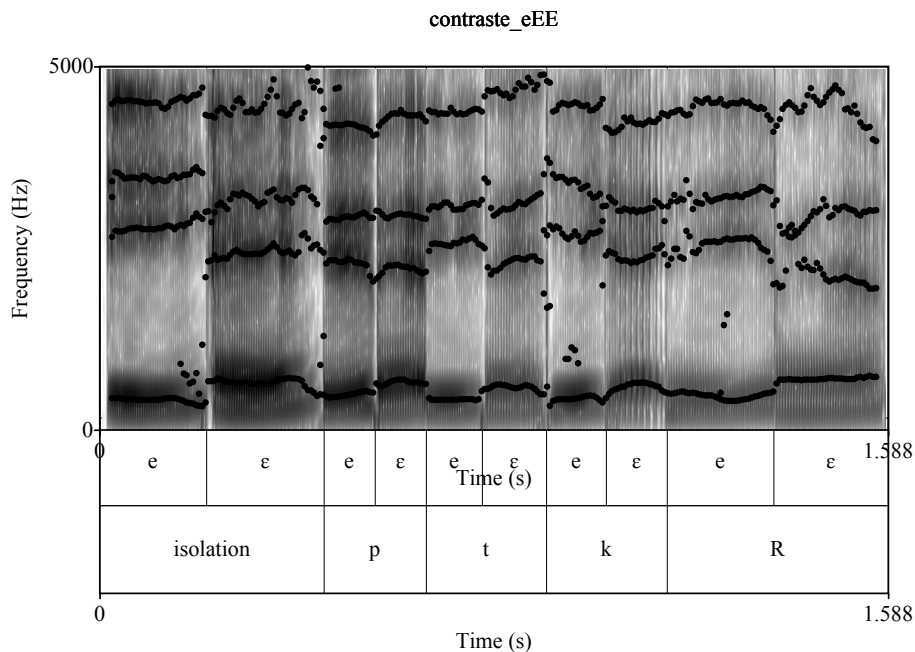 contraste_eEE
5000
Frequency (Hz)
0
0 1.588
Time (s)
e ε e ε e ε e ε e ε
isolation p t k R
0 1.588
Time (s)